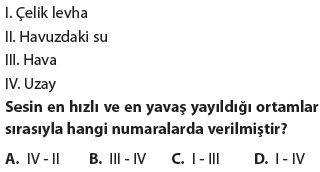 I. Çelik levha
II. Havuzdaki su
III. Hava
IV. Uzay
Sesin en hızlı ve en yavaş yayıldığı ortamlar
sırasıyla hangi numaralarda verilmiştir?
A. IV - II B. III - IV C. I - III D. I - IV